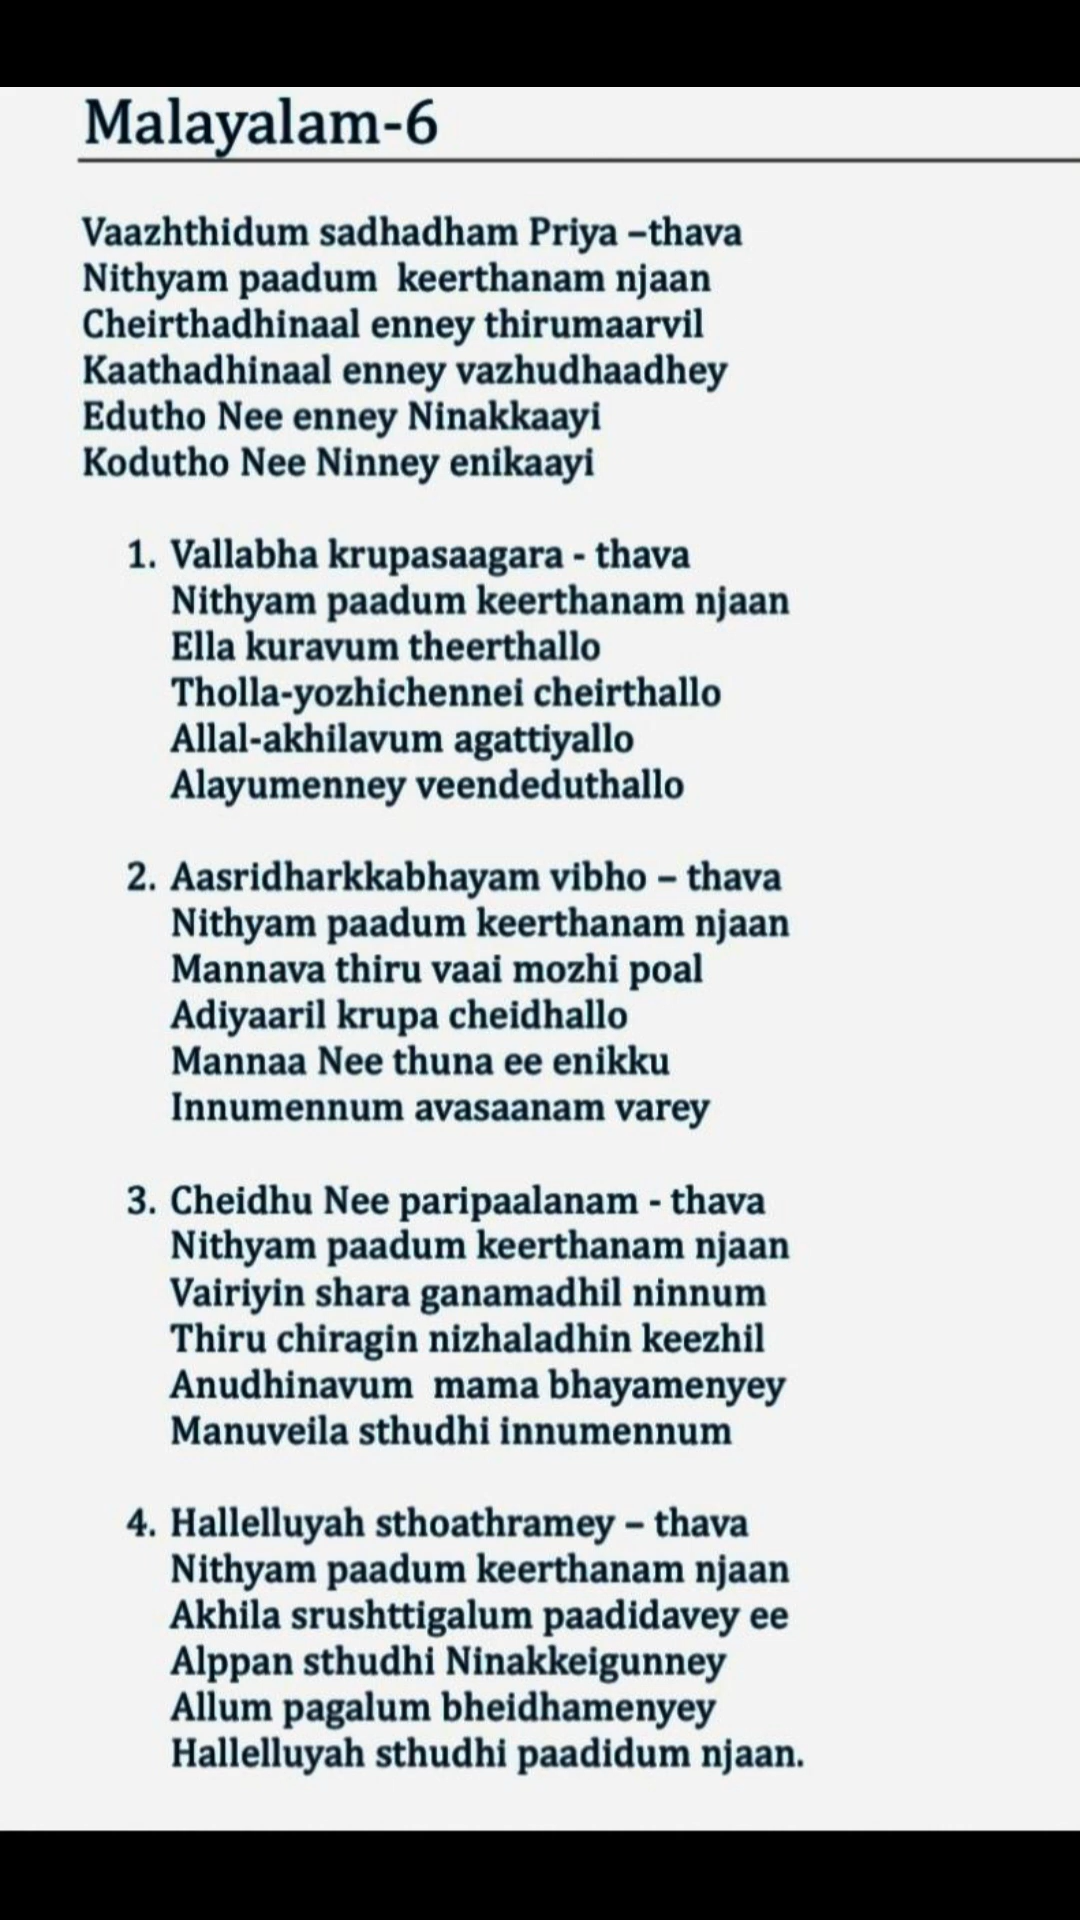 Malayalam-6
Vaazhthidum sadhadham Priya –thava
Nithyam paadum keerthanam njaan
Cheirthadhinaal enney thirumaarvil
Kaathadhinaal enney vazhudhaadhey
Edutho Nee enney Ninakkaayi
Kodutho Nee Ninney enikaayi
1. Vallabha krupasaagara - thava
Nithyam paadum keerthanam njaan
Ella kuravum theerthallo
Tholla-yozhichennei cheirthallo
Allal-akhilavum agattiyallo
Alayumenney veendeduthallo
2. Aasridharkkabhayam vibho – thava
Nithyam paadum keerthanam njaan
Mannava thiru vaai mozhi poal
Adiyaaril krupa cheidhallo
Mannaa Nee thuna ee enikku
Innumennum avasaanam varey
3. Cheidhu Nee paripaalanam - thava
Nithyam paadum keerthanam njaan
Vairiyin shara ganamadhil ninnum
Thiru chiragin nizhaladhin keezhil
Anudhinavum mama bhayamenyey
Manuveila sthudhi innumennum
4. Hallelluyah sthoathramey – thava
Nithyam paadum keerthanam njaan
Akhila srushttigalum paadidavey ee
Alppan sthudhi Ninakkeigunney
Allum pagalum bheidhamenyey
Hallelluyah sthudhi paadidum njaan.